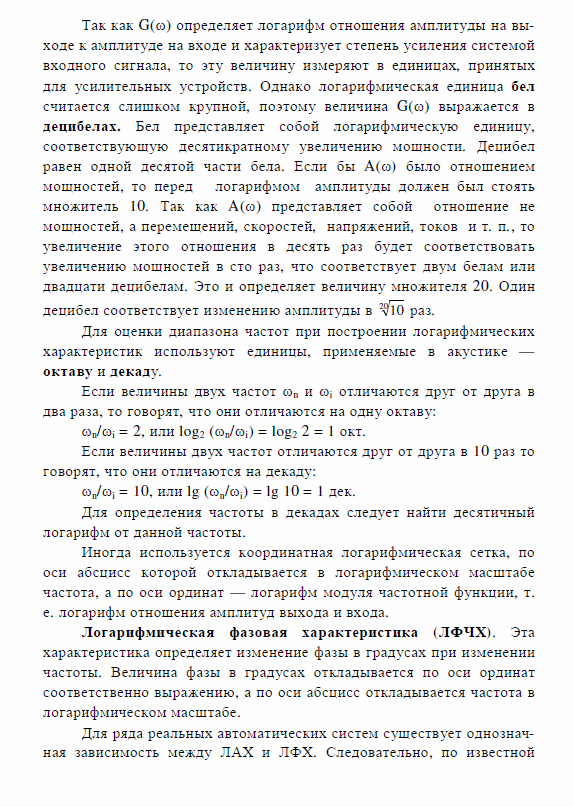 Так как G(ω) определяет логарифм отношения амплитуды на вы-
ходе к амплитуде на входе и характеризует степень усиления системой
входного сигнала, то эту величину измеряют в единицах, принятых
для усилительных устройств. Однако логарифмическая единица бел
считается слишком крупной, поэтому величина G(ω) выражается в
децибелах. Бел представляет собой логарифмическую единицу,
соответствующую десятикратному увеличению мощности. Децибел
равен одной десятой части бела. Если бы A(ω) было отношением
мощностей, то перед логарифмом амплитуды должен был стоять
множитель 10. Так как A(ω) представляет собой отношение не
мощностей, а перемещений, скоростей, напряжений, токов и т. п., то
увеличение этого отношения в десять раз будет соответствовать
увеличению мощностей в сто раз, что соответствует двум белам или
двадцати децибелам. Это и определяет величину множителя 20. Один
децибел соответствует изменению амплитуды в ²⁰√10 раз.
Для оценки диапазона частот при построении логарифмических
характеристик используют единицы, применяемые в акустике —
октаву и декаду.
Если величины двух частот ωn и ωi отличаются друг от друга в
два раза, то говорят, что они отличаются на одну октаву:
ωn/ωi = 2, или log₂ (ωn/ωi) = log₂ 2 = 1 окт.
Если величины двух частот отличаются друг от друга в 10 раз то
говорят, что они отличаются на декаду:
ωn/ωi = 10, или lg (ωn/ωi) = lg 10 = 1 дек.
Для определения частоты в декадах следует найти десятичный
логарифм от данной частоты.
Иногда используется координатная логарифмическая сетка, по
оси абсцисс которой откладывается в логарифмическом масштабе
частота, а по оси ординат — логарифм модуля частотной функции, т.
е. логарифм отношения амплитуд выхода и входа.
Логарифмическая фазовая характеристика (ЛФЧХ). Эта
характеристика определяет изменение фазы в градусах при изменении
частоты. Величина фазы в градусах откладывается по оси ординат
соответственно выражению, а по оси абсцисс откладывается частота в
логарифмическом масштабе.
Для ряда реальных автоматических систем существует однознач-
ная зависимость между ЛАХ и ЛФХ. Следовательно, по известной